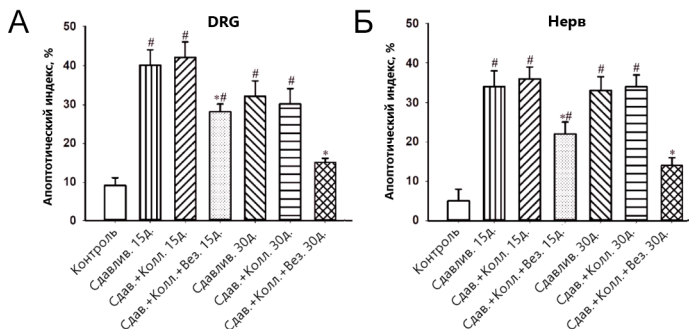 А
DRG
Апоптотический индекс, %
50
40
30
20
10
0
#
#
*#
#
#
*
Контроль
Сдавлив. 15д.
Сдав.+Колл. 15д.
Сдав.+Колл.+Вез. 15д.
Сдавлив. 30д.
Сдав.+Колл. 30д.
Сдав.+Колл.+Вез. 30д.
Б
Нерв
Апоптотический индекс, %
50
40
30
20
10
0
#
#
*#
#
#
*
Контроль
Сдавлив. 15д.
Сдав.+Колл. 15д.
Сдав.+Колл.+Вез. 15д.
Сдавлив. 30д.
Сдав.+Колл. 30д.
Сдав.+Колл.+Вез. 30д.